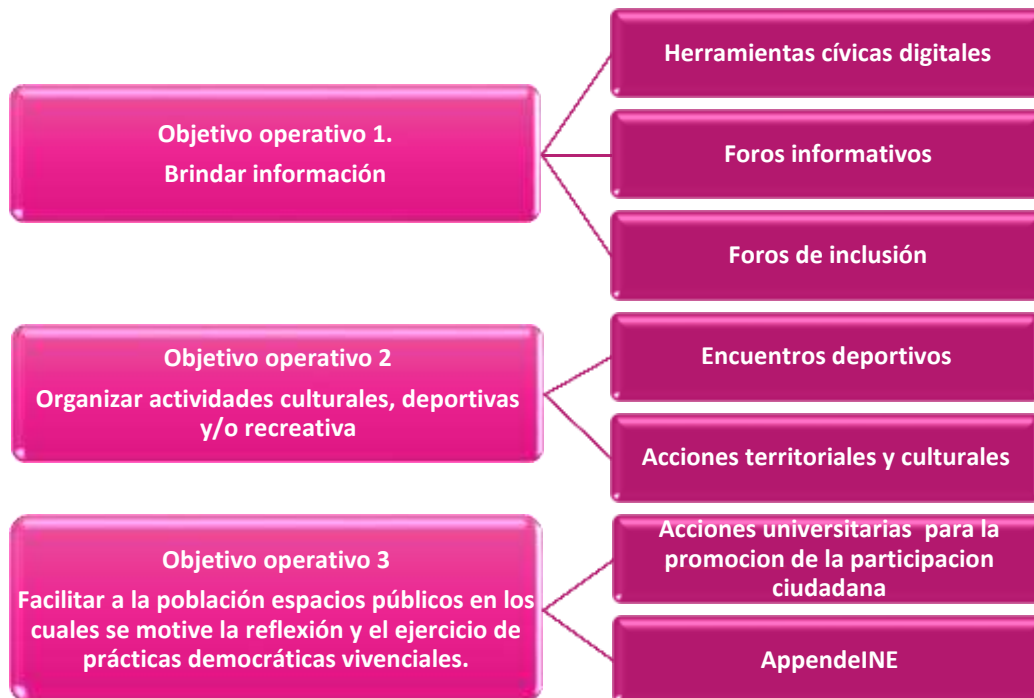 Objetivo operativo 1.
Brindar información
Herramientas cívicas digitales
Foros informativos
Foros de inclusión
Objetivo operativo 2
Organizar actividades culturales, deportivas
y/o recreativa
Encuentros deportivos
Acciones territoriales y culturales
Objetivo operativo 3
Facilitar a la población espacios públicos en los
cuales se motive la reflexión y el ejercicio de
prácticas democráticas vivenciales.
Acciones universitarias para la
promocion de la participacion
ciudadana
AppendeINE